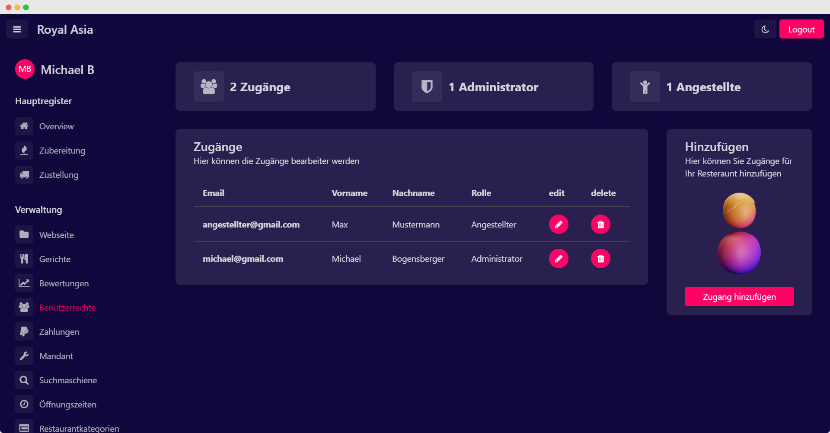 Royal Asia
Logout
MB Michael B
Hauptregister
Overview
Zubereitung
Zustellung
Verwaltung
Webseite
Gerichte
Bewertungen
Benutzerrechte
Zahlungen
Mandant
Suchmaschiene
Öffnungszeiten
Restaurantkategorien
2 Zugänge
1 Administrator
1 Angestellte
Zugänge
Hier können die Zugänge bearbeiter werden
Email Vorname Nachname Rolle edit delete
angestellter@gmail.com Max Mustermann Angestellter
michael@gmail.com Michael Bogensberger Administrator
Hinzufügen
Hier können Sie Zugänge für
Ihr Resteraunt hinzufügen
Zugang hinzufügen